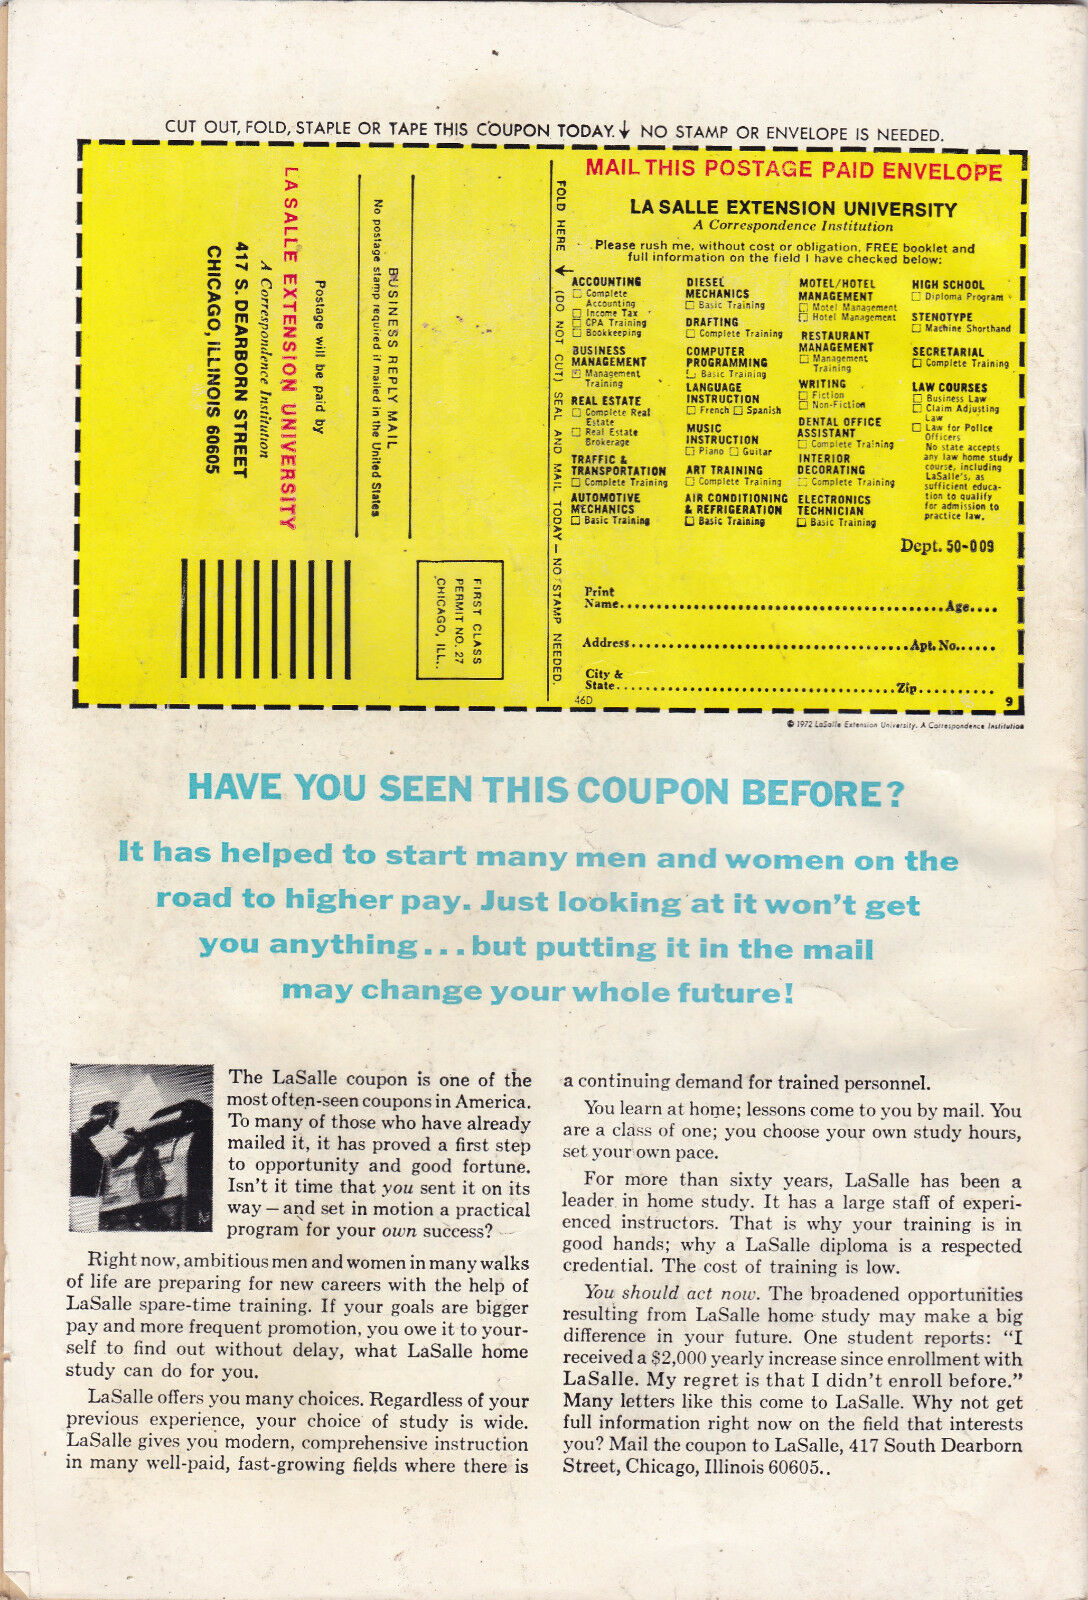 CUT OUT, FOLD, STAPLE OR TAPE THIS COUPON TODAY. ↓ NO STAMP OR ENVELOPE IS NEEDED.
FIRST CLASS
PERMIT NO. 27
CHICAGO, ILL..
BUSINESS REPLY MAIL
No postage stamp required if mailed in the United States
Postage will be paid by
LA SALLE EXTENSION UNIVERSITY
A Correspondence Institution
417 S. DEARBORN STREET
CHICAGO, ILLINOIS 60605
FOLD HERE → (DO NOT CUT) SEAL AND MAIL TODAY — NO STAMP NEEDED.
MAIL THIS POSTAGE PAID ENVELOPE
LA SALLE EXTENSION UNIVERSITY
A Correspondence Institution
Please rush me, without cost or obligation, FREE booklet and
full information on the field I have checked below:
ACCOUNTING
☐ Complete
Accounting
☐ Income Tax
☐ CPA Training
☐ Bookkeeping
BUSINESS
MANAGEMENT
☒ Management
Training
REAL ESTATE
☐ Complete Real
Estate
☐ Real Estate
Brokerage
TRAFFIC &
TRANSPORTATION
☐ Complete Training
AUTOMOTIVE
MECHANICS
☐ Basic Training
DIESEL
MECHANICS
☐ Basic Training
DRAFTING
☐ Complete Training
COMPUTER
PROGRAMMING
☐ Basic Training
LANGUAGE
INSTRUCTION
☐ French ☐ Spanish
MUSIC
INSTRUCTION
☐ Piano ☐ Guitar
ART TRAINING
☐ Complete Training
AIR CONDITIONING
& REFRIGERATION
☐ Basic Training
MOTEL/HOTEL
MANAGEMENT
☐ Motel Management
☐ Hotel Management
RESTAURANT
MANAGEMENT
☐ Management
Training
WRITING
☐ Fiction
☐ Non-Fiction
DENTAL OFFICE
ASSISTANT
☐ Complete Training
INTERIOR
DECORATING
☐ Complete Training
ELECTRONICS
TECHNICIAN
☐ Basic Training
HIGH SCHOOL
☐ Diploma Program
STENOTYPE
☐ Machine Shorthand
SECRETARIAL
☐ Complete Training
LAW COURSES
☐ Business Law
☐ Claim Adjusting
Law
☐ Law for Police
Officers
No state accepts
any law home study
course, including
LaSalle's, as
sufficient educa-
tion to qualify
for admission to
practice law.
Dept. 50-009
Print
Name..........Age....
Address..........Apt. No......
City &
State..........Zip..........
46D
9
© 1972 LaSalle Extension University. A Correspondence Institution
HAVE YOU SEEN THIS COUPON BEFORE?
It has helped to start many men and women on the
road to higher pay. Just looking at it won't get
you anything...but putting it in the mail
may change your whole future!
The LaSalle coupon is one of the
most often-seen coupons in America.
To many of those who have already
mailed it, it has proved a first step
to opportunity and good fortune.
Isn't it time that you sent it on its
way — and set in motion a practical
program for your own success?
Right now, ambitious men and women in many walks
of life are preparing for new careers with the help of
LaSalle spare-time training. If your goals are bigger
pay and more frequent promotion, you owe it to your-
self to find out without delay, what LaSalle home
study can do for you.
LaSalle offers you many choices. Regardless of your
previous experience, your choice of study is wide.
LaSalle gives you modern, comprehensive instruction
in many well-paid, fast-growing fields where there is
a continuing demand for trained personnel.
You learn at home; lessons come to you by mail. You
are a class of one; you choose your own study hours,
set your own pace.
For more than sixty years, LaSalle has been a
leader in home study. It has a large staff of experi-
enced instructors. That is why your training is in
good hands; why a LaSalle diploma is a respected
credential. The cost of training is low.
You should act now. The broadened opportunities
resulting from LaSalle home study may make a big
difference in your future. One student reports: "I
received a $2,000 yearly increase since enrollment with
LaSalle. My regret is that I didn't enroll before."
Many letters like this come to LaSalle. Why not get
full information right now on the field that interests
you? Mail the coupon to LaSalle, 417 South Dearborn
Street, Chicago, Illinois 60605..